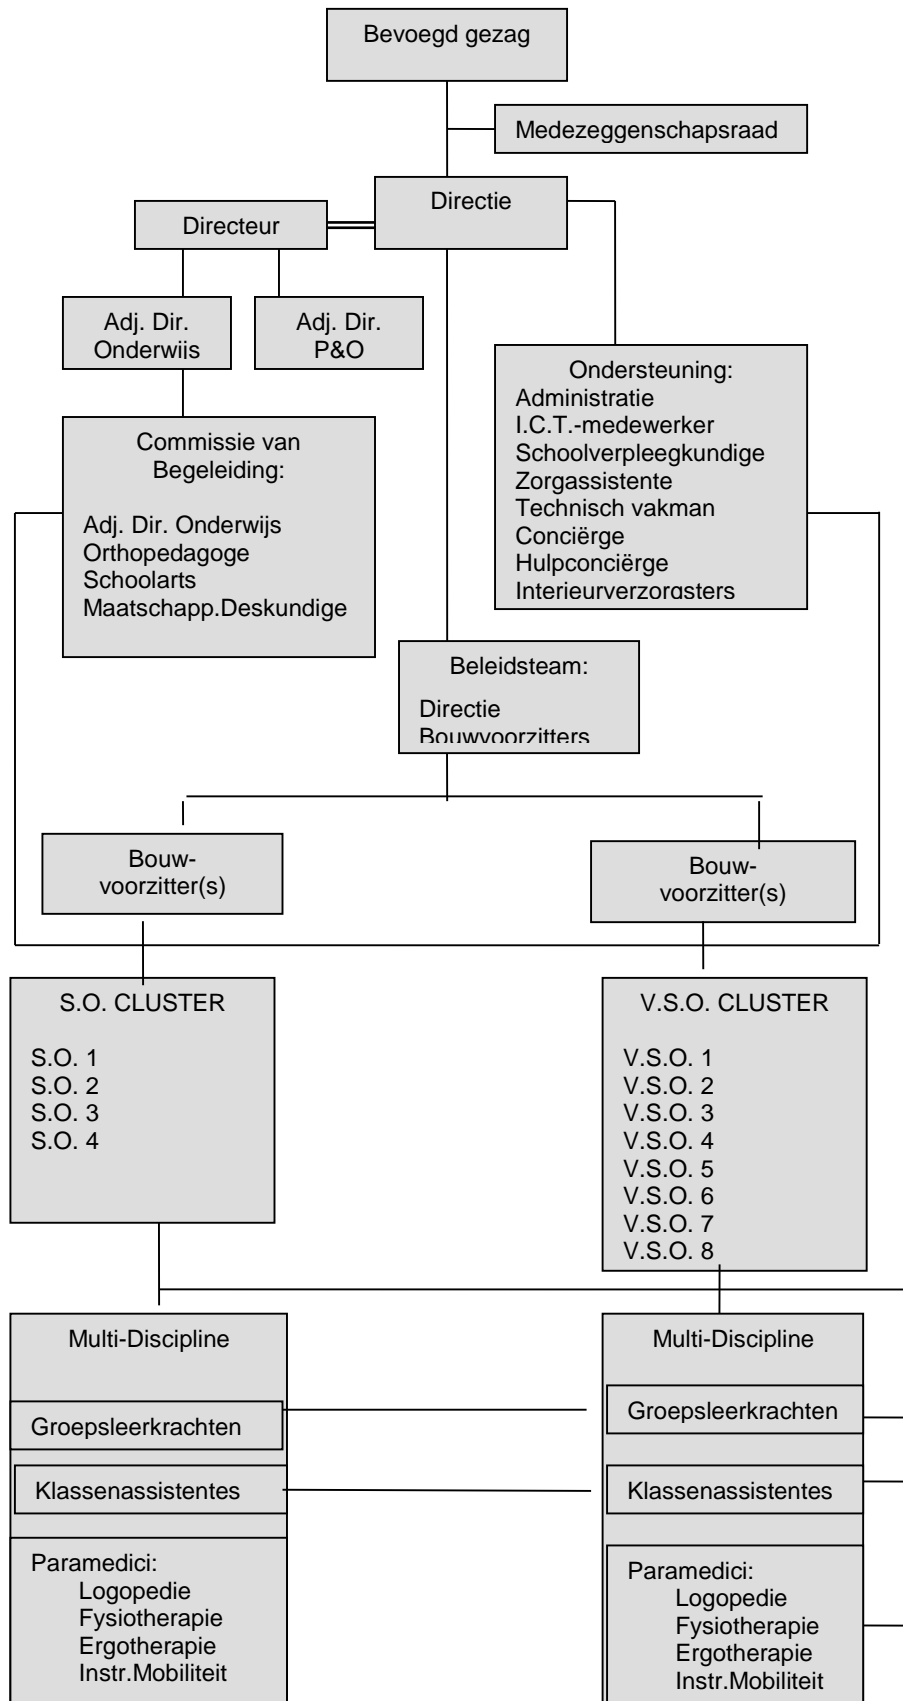 Bevoegd gezag
Medezeggenschapsraad
Directie
Directeur
Adj. Dir.
Onderwijs
Adj. Dir.
P&O
Ondersteuning:
Administratie
I.C.T.-medewerker
Schoolverpleegkundige
Zorgassistente
Technisch vakman
Conciërge
Hulpconciërge
Interieurverzorgsters
Commissie van
Begeleiding:
Adj. Dir. Onderwijs
Orthopedagoge
Schoolarts
Maatschapp.Deskundige
Beleidsteam:
Directie
Bouwvoorzitters
Bouw-
voorzitter(s)
Bouw-
voorzitter(s)
S.O. CLUSTER
S.O. 1
S.O. 2
S.O. 3
S.O. 4
V.S.O. CLUSTER
V.S.O. 1
V.S.O. 2
V.S.O. 3
V.S.O. 4
V.S.O. 5
V.S.O. 6
V.S.O. 7
V.S.O. 8
Multi-Discipline
Groepsleerkrachten
Klassenassistentes
Paramedici:
Logopedie
Fysiotherapie
Ergotherapie
Instr.Mobiliteit
Multi-Discipline
Groepsleerkrachten
Klassenassistentes
Paramedici:
Logopedie
Fysiotherapie
Ergotherapie
Instr.Mobiliteit